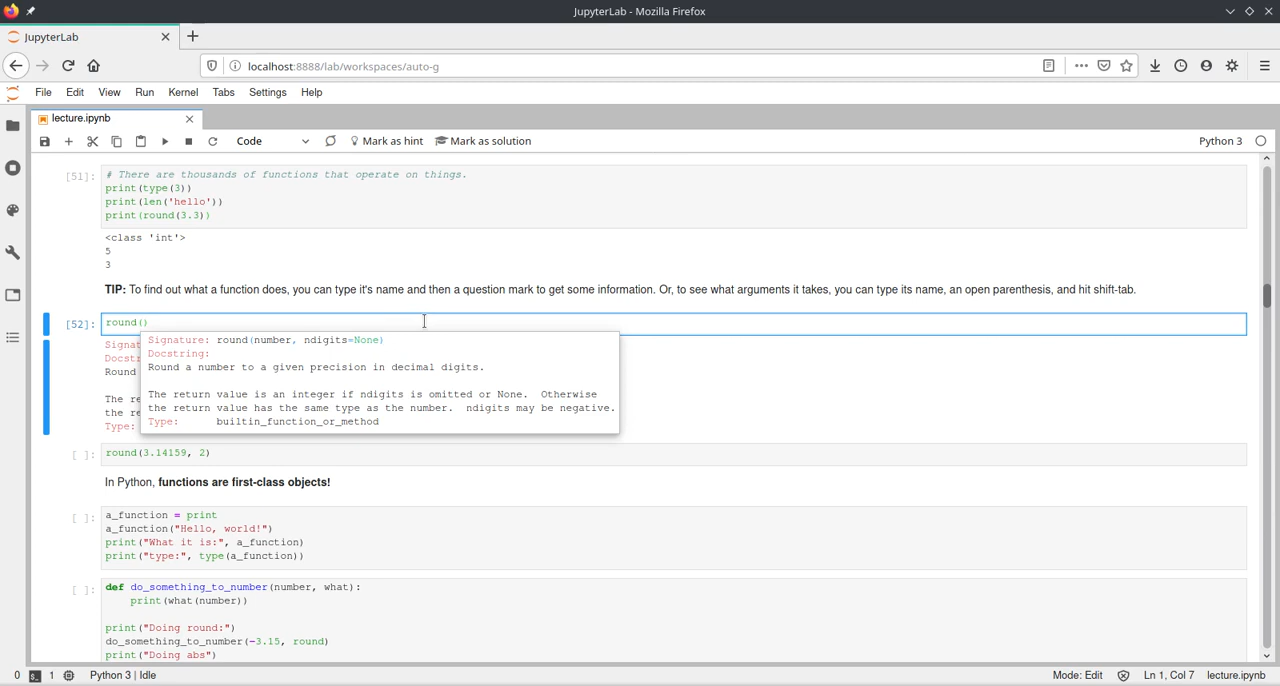 JupyterLab - Mozilla Firefox
JupyterLab
localhost:8888/lab/workspaces/auto-g
File Edit View Run Kernel Tabs Settings Help
lecture.ipynb
Code Mark as hint Mark as solution Python 3
[51]: # There are thousands of functions that operate on things.
print(type(3))
print(len('hello'))
print(round(3.3))
<class 'int'>
5
3
TIP: To find out what a function does, you can type it's name and then a question mark to get some information. Or, to see what arguments it takes, you can type its name, an open parenthesis, and hit shift-tab.
[52]: round()
Signature: round(number, ndigits=None)
Docstring:
Round a number to a given precision in decimal digits.
The return value is an integer if ndigits is omitted or None. Otherwise
the return value has the same type as the number. ndigits may be negative.
Type: builtin_function_or_method
Round
The
the
Type:
[ ]: round(3.14159, 2)
In Python, functions are first-class objects!
[ ]: a_function = print
a_function("Hello, world!")
print("What it is:", a_function)
print("type:", type(a_function))
[ ]: def do_something_to_number(number, what):
print(what(number))
print("Doing round:")
do_something_to_number(-3.15, round)
print("Doing abs")
0 1 Python 3 | Idle Mode: Edit Ln 1, Col 7 lecture.ipynb